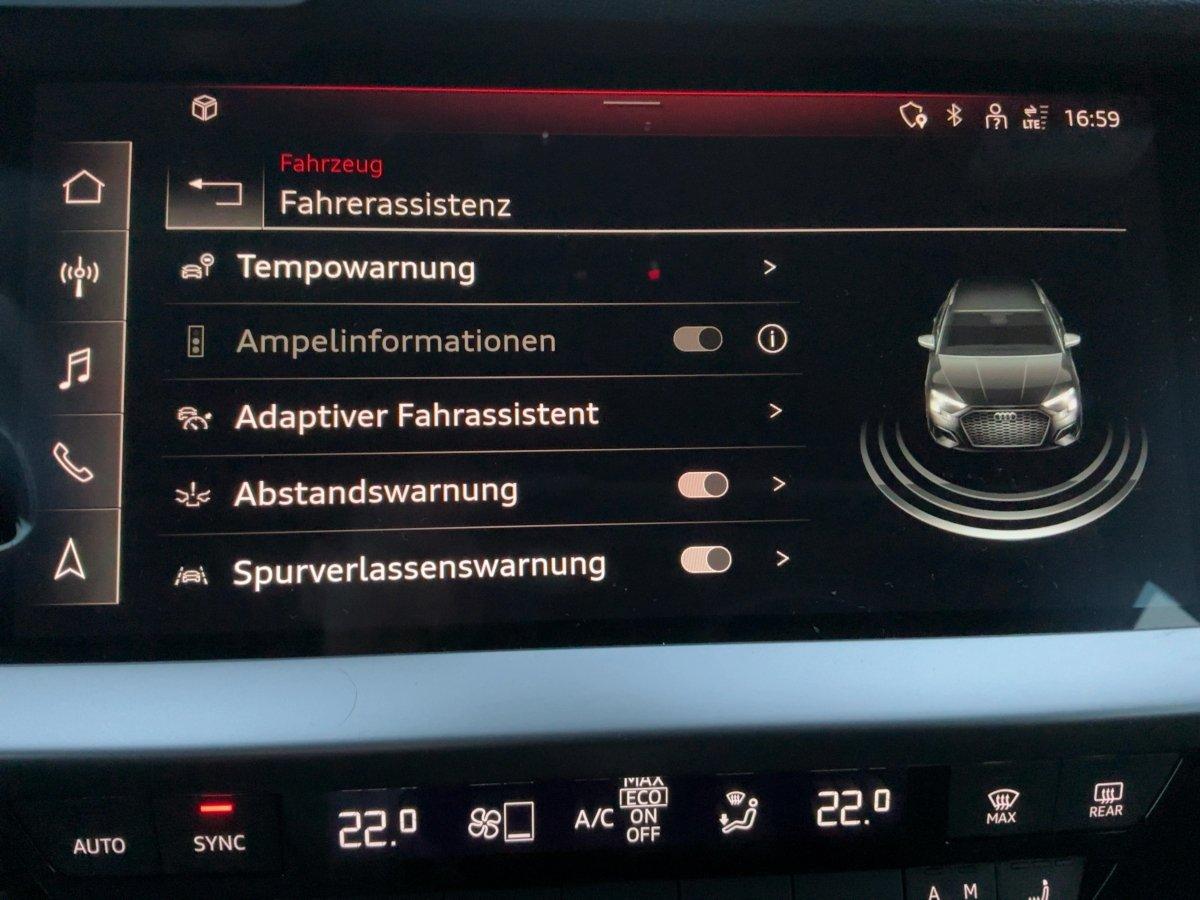 LTE 16:59
Fahrzeug
Fahrerassistenz
Tempowarnung
Ampelinformationen
Adaptiver Fahrassistent
Abstandswarnung
Spurverlassenswarnung
AUTO
SYNC
22.0
A/C
MAX
ECO
ON
OFF
22.0
MAX
REAR
A M